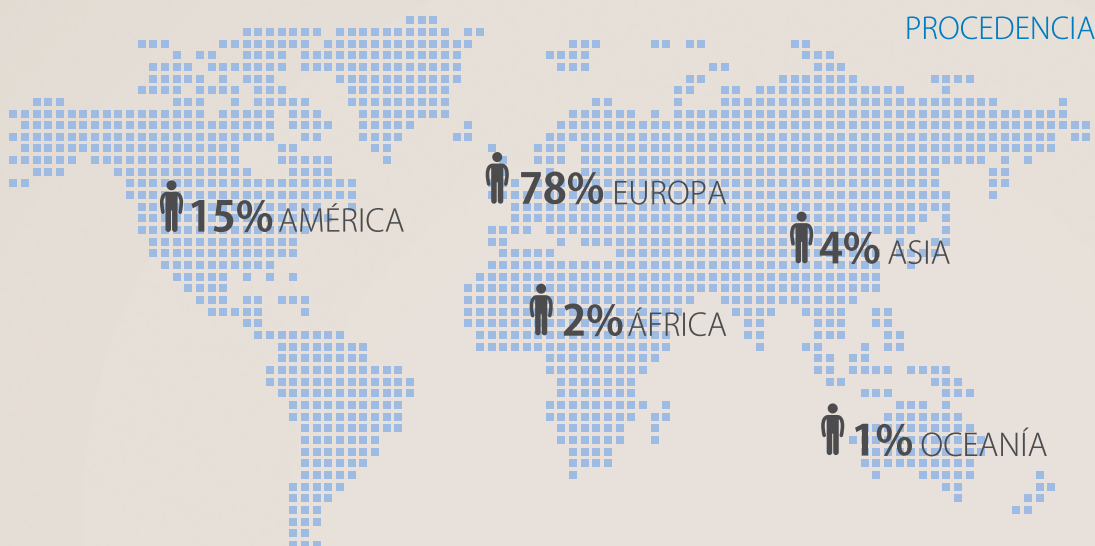 PROCEDENCIA
78% EUROPA
15% AMÉRICA
4% ASIA
2% ÁFRICA
1% OCEANÍA